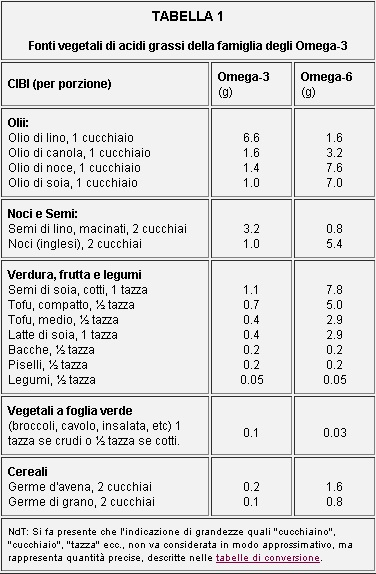 TABELLA 1
Fonti vegetali di acidi grassi della famiglia degli Omega-3
CIBI (per porzione) Omega-3 (g) Omega-6 (g)
Olii:
Olio di lino, 1 cucchiaio 6.6 1.6
Olio di canola, 1 cucchiaio 1.6 3.2
Olio di noce, 1 cucchiaio 1.4 7.6
Olio di soia, 1 cucchiaio 1.0 7.0
Noci e Semi:
Semi di lino, macinati, 2 cucchiai 3.2 0.8
Noci (inglesi), 2 cucchiai 1.0 5.4
Verdura, frutta e legumi
Semi di soia, cotti, 1 tazza 1.1 7.8
Tofu, compatto, ½ tazza 0.7 5.0
Tofu, medio, ½ tazza 0.4 2.9
Latte di soia, 1 tazza 0.4 2.9
Bacche, ½ tazza 0.2 0.2
Piselli, ½ tazza 0.2 0.2
Legumi, ½ tazza 0.05 0.05
Vegetali a foglia verde
(broccoli, cavolo, insalata, etc) 1
tazza se crudi o ½ tazza se cotti. 0.1 0.03
Cereali
Germe d'avena, 2 cucchiai 0.2 1.6
Germe di grano, 2 cucchiai 0.1 0.8
NdT: Si fa presente che l'indicazione di grandezze quali "cucchiaino",
"cucchiaio", "tazza" ecc., non va considerata in modo approssimativo, ma
rappresenta quantità precise, descritte nelle tabelle di conversione.